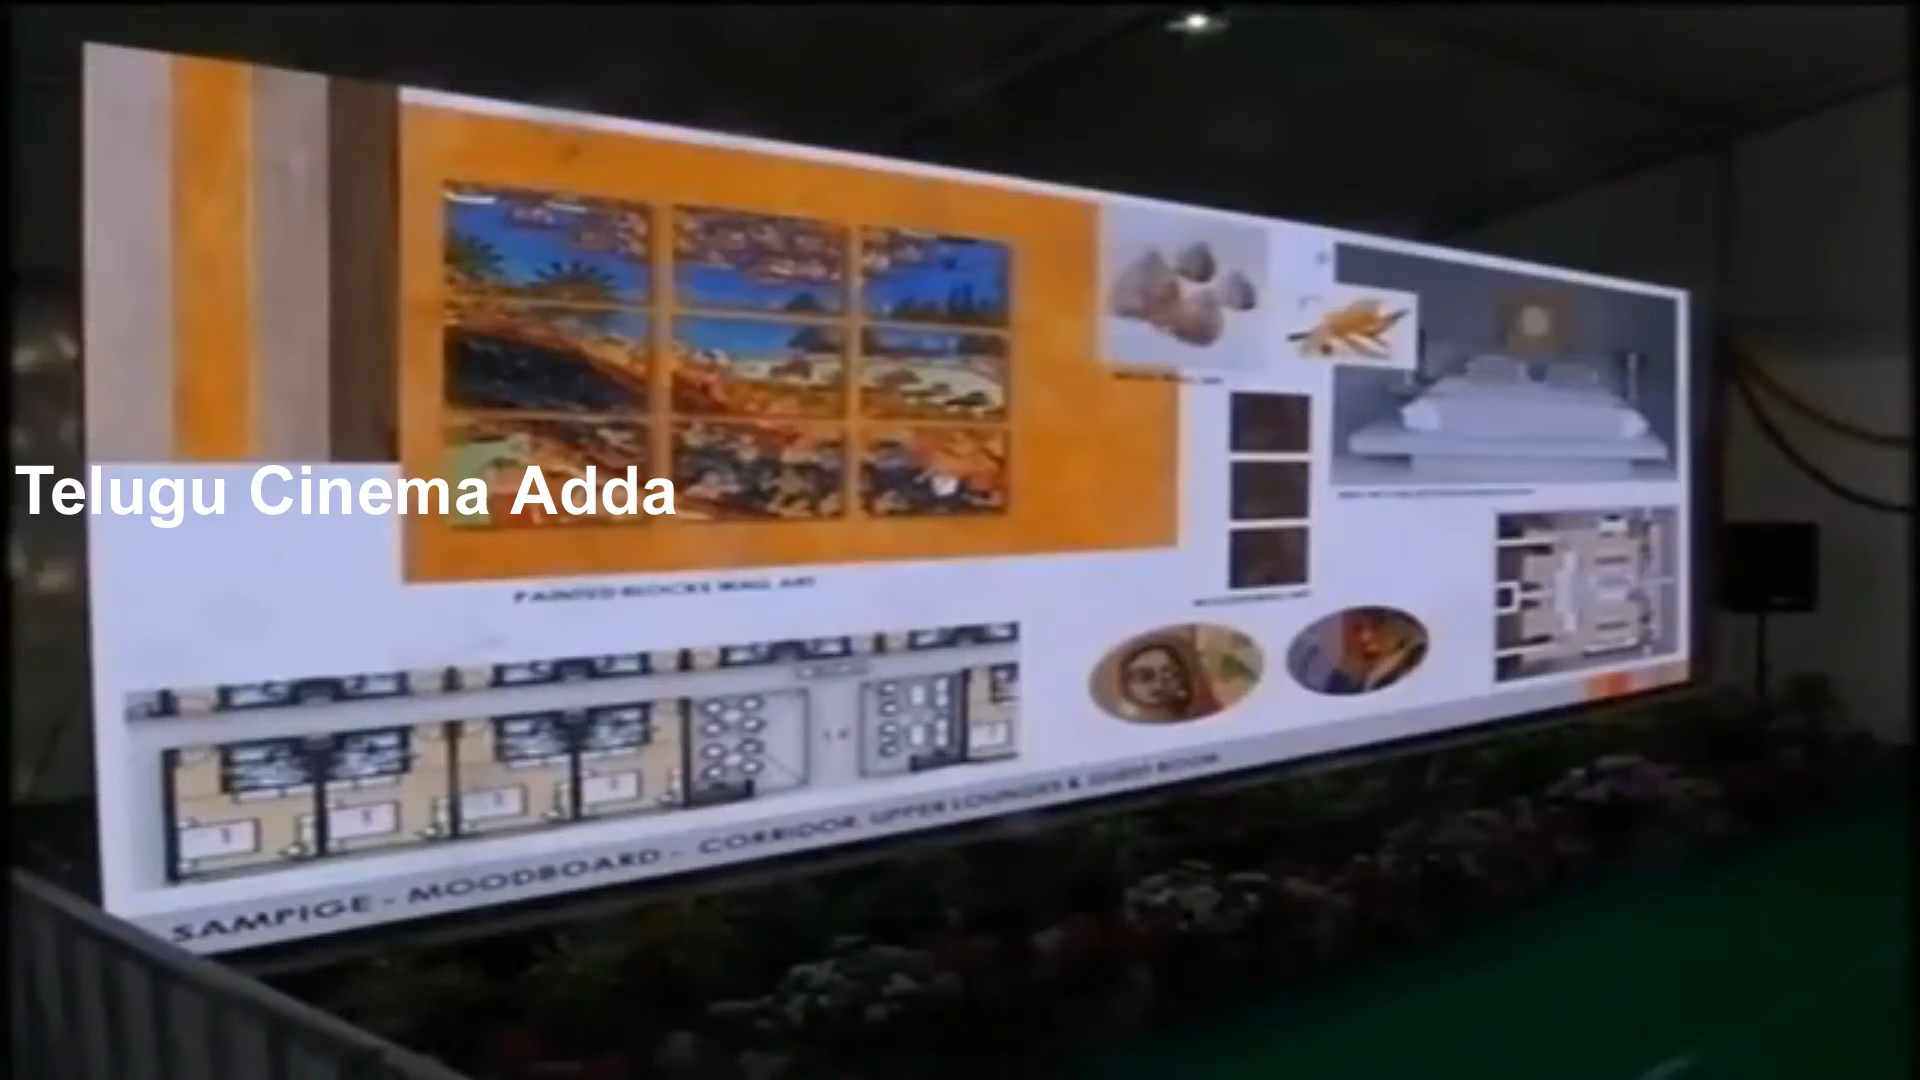 Telugu Cinema Adda
PAINTED BLOCKS WALL ART
SAMPIGE - MOODBOARD - CORRIDOR, UPPER LOUNGES & GUEST ROOM